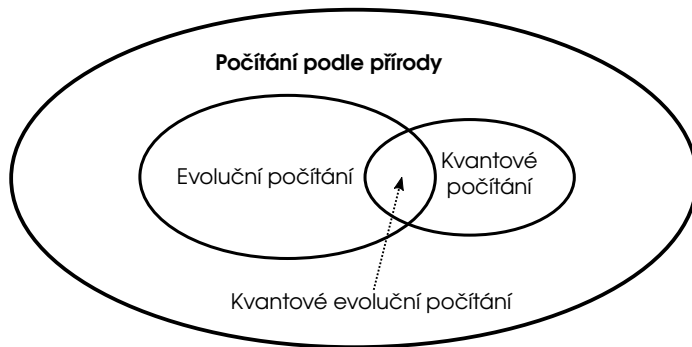 Počítání podle přírody
Evoluční počítání
Kvantové
počítání
Kvantové evoluční počítání